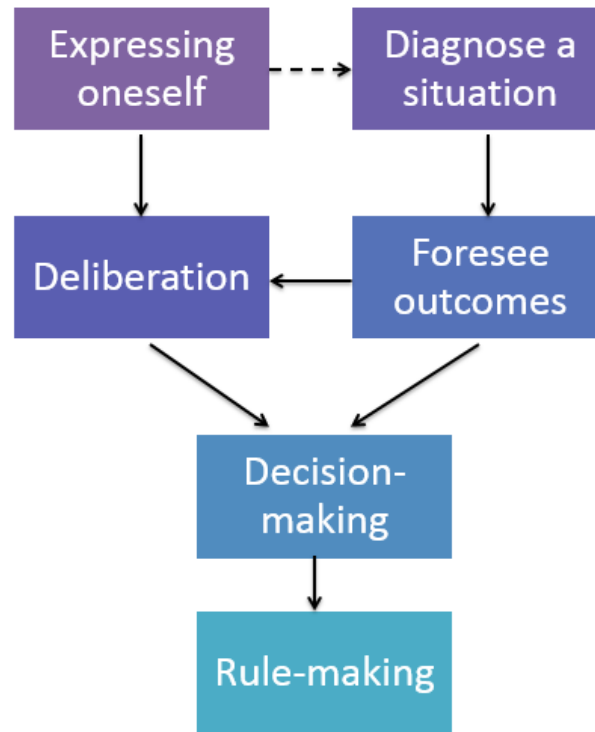 Expressing
oneself
Diagnose a
situation
Deliberation
Foresee
outcomes
Decision-
making
Rule-making